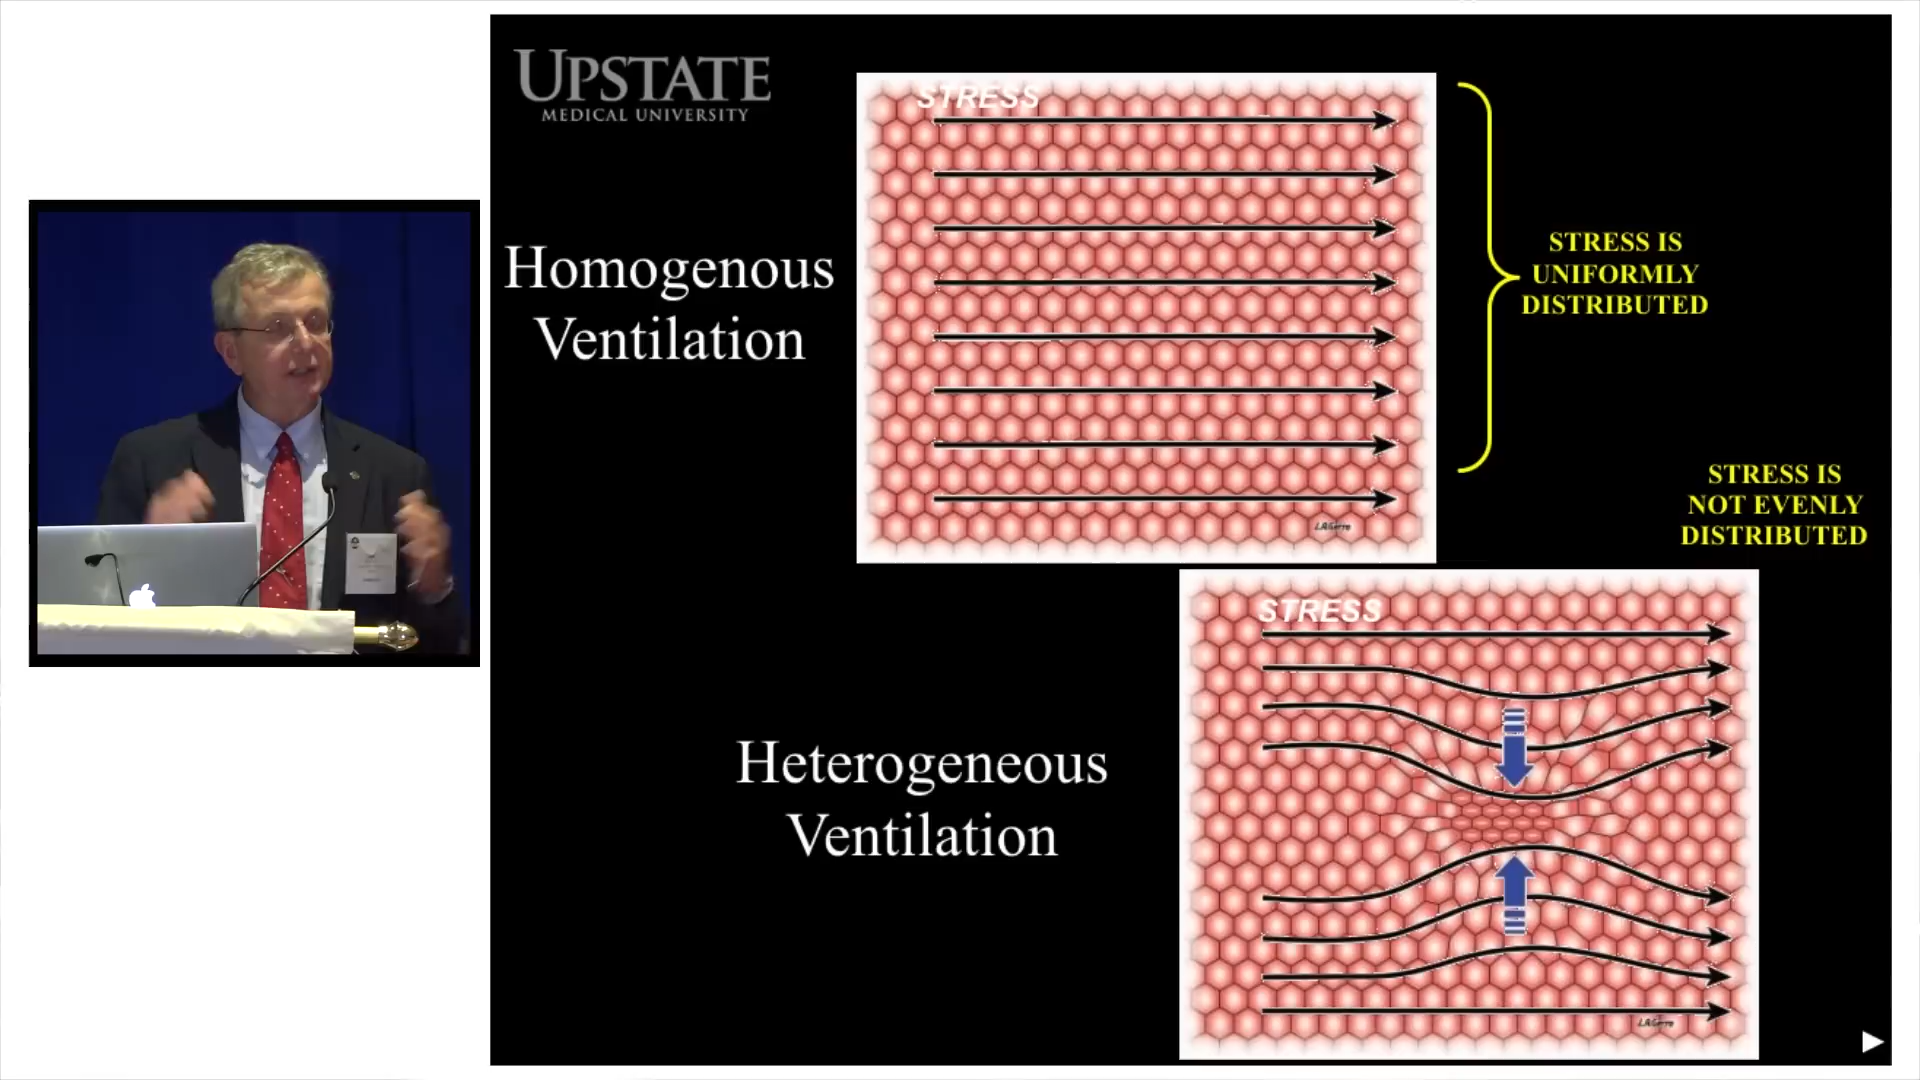 UPSTATE
MEDICAL UNIVERSITY
STRESS
Homogenous
Ventilation
STRESS IS
UNIFORMLY
DISTRIBUTED
STRESS IS
NOT EVENLY
DISTRIBUTED
STRESS
Heterogeneous
Ventilation